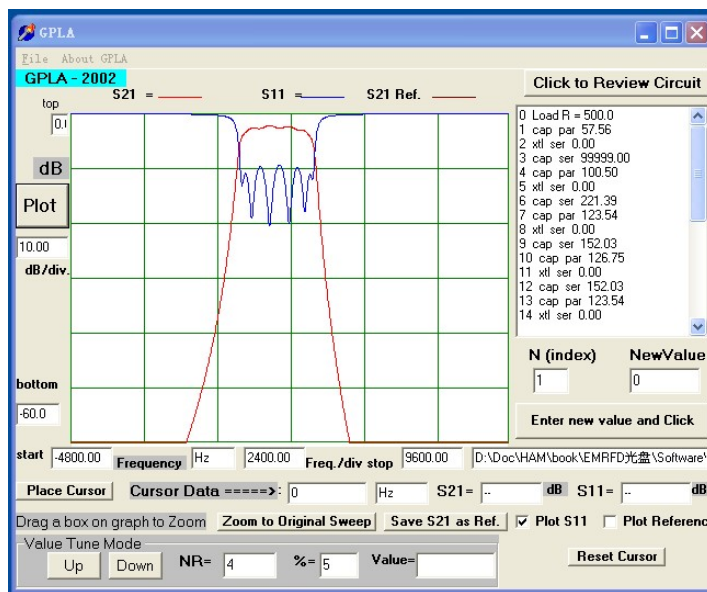 GPLA
File About GPLA
GPLA - 2002
S21 = S11 = S21 Ref.
Click to Review Circuit
top
dB
Plot
10.00
dB/div.
bottom
-60.0
0 Load R = 500.0
1 cap par 57.56
2 xtl ser 0.00
3 cap ser 99999.00
4 cap par 100.50
5 xtl ser 0.00
6 cap ser 221.39
7 cap par 123.54
8 xtl ser 0.00
9 cap ser 152.03
10 cap par 126.75
11 xtl ser 0.00
12 cap ser 152.03
13 cap par 123.54
14 xtl ser 0.00
N (index) NewValue
1 0
Enter new value and Click
start -4800.00 Frequency Hz 2400.00 Freq./div stop 9600.00 D:\Doc\HAM\book\EMRFD光盘\Software\
Place Cursor Cursor Data =====>: 0 Hz S21= -- dB S11= -- dB
Drag a box on graph to Zoom Zoom to Original Sweep Save S21 as Ref. Plot S11 Plot Referenc
Value Tune Mode
Up Down NR= 4 %= 5 Value= Reset Cursor